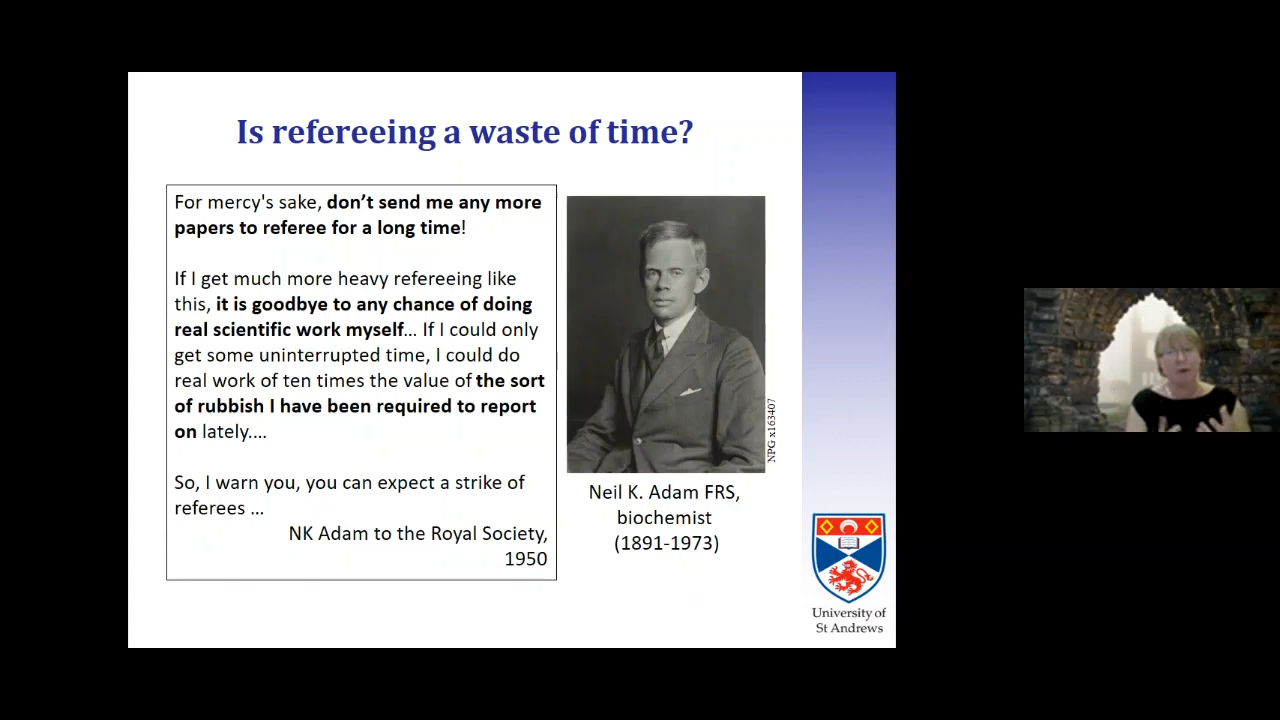 Is refereeing a waste of time?
For mercy's sake, don’t send me any more
papers to referee for a long time!
If I get much more heavy refereeing like
this, it is goodbye to any chance of doing
real scientific work myself… If I could only
get some uninterrupted time, I could do
real work of ten times the value of the sort
of rubbish I have been required to report
on lately.…
So, I warn you, you can expect a strike of
referees …
NK Adam to the Royal Society,
1950
NPG x163407
Neil K. Adam FRS,
biochemist
(1891-1973)
University of
St Andrews